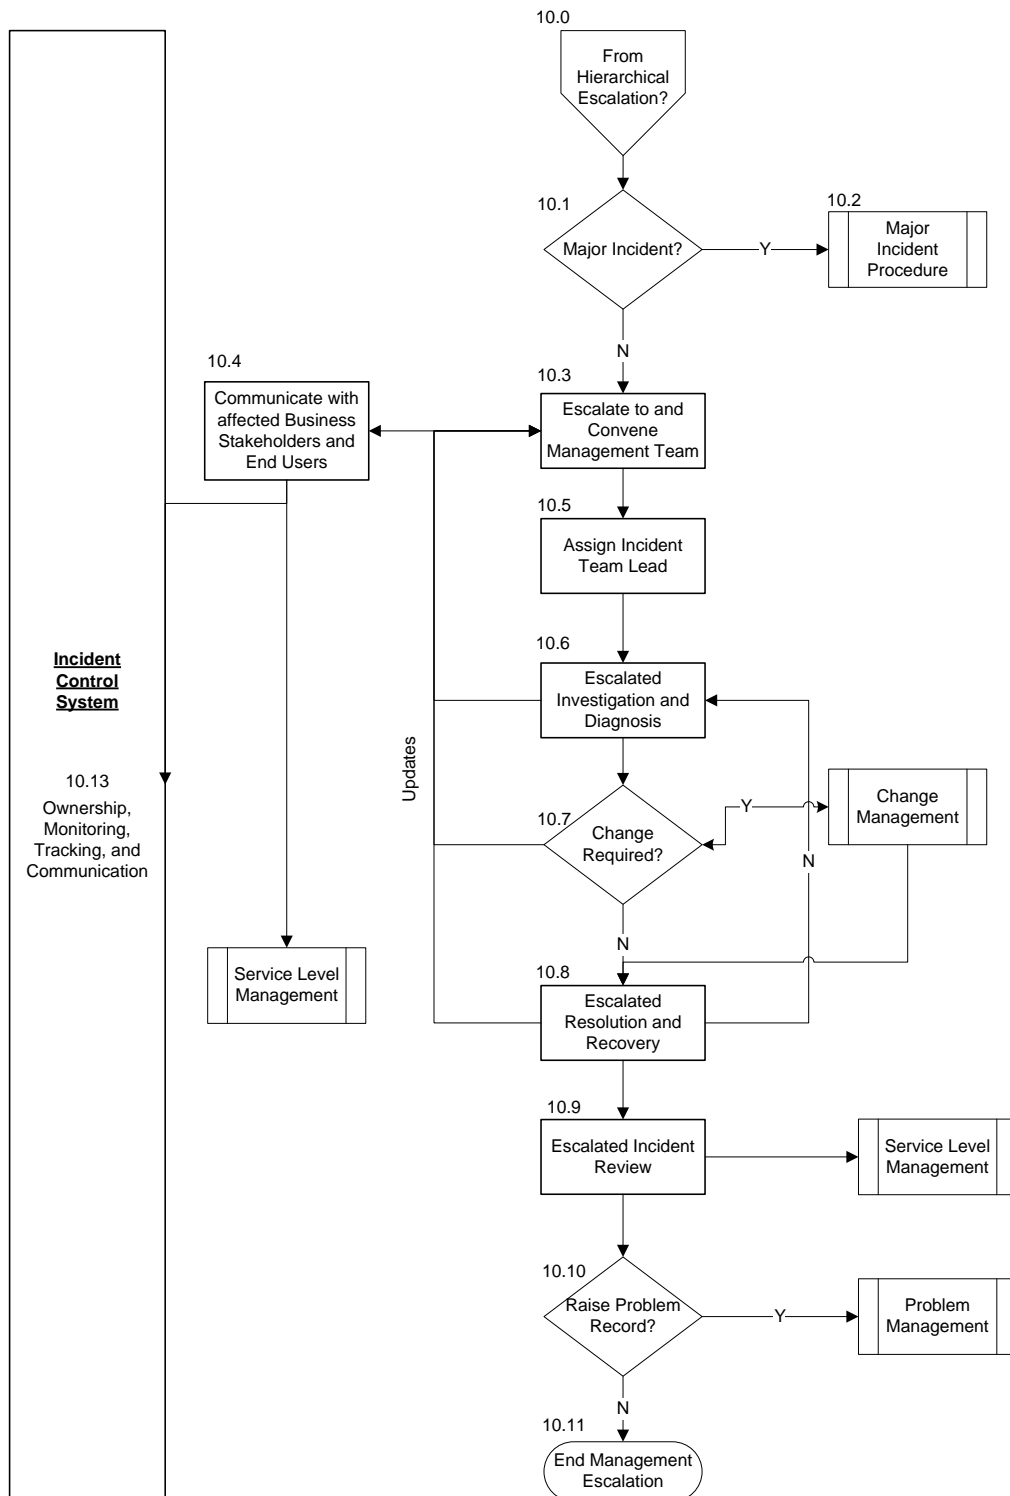 10.0
From
Hierarchical
Escalation?
10.1
Major Incident?
Y
10.2
Major
Incident
Procedure
N
10.4
Communicate with
affected Business
Stakeholders and
End Users
10.3
Escalate to and
Convene
Management Team
10.5
Assign Incident
Team Lead
Incident
Control
System
10.6
Escalated
Investigation and
Diagnosis
Updates
10.13
Ownership,
Monitoring,
Tracking, and
Communication
10.7
Change
Required?
Y
Change
Management
N
N
Service Level
Management
10.8
Escalated
Resolution and
Recovery
10.9
Escalated Incident
Review
Service Level
Management
10.10
Raise Problem
Record?
Y
Problem
Management
N
10.11
End Management
Escalation